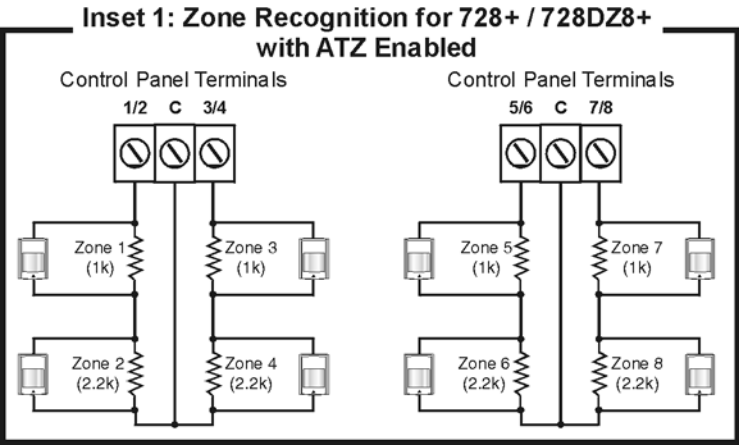 Inset 1: Zone Recognition for 728+ / 728DZ8+
with ATZ Enabled
Control Panel Terminals
1/2 C 3/4
Zone 1
(1k)
Zone 3
(1k)
Zone 2
(2.2k)
Zone 4
(2.2k)
Control Panel Terminals
5/6 C 7/8
Zone 5
(1k)
Zone 7
(1k)
Zone 6
(2.2k)
Zone 8
(2.2k)